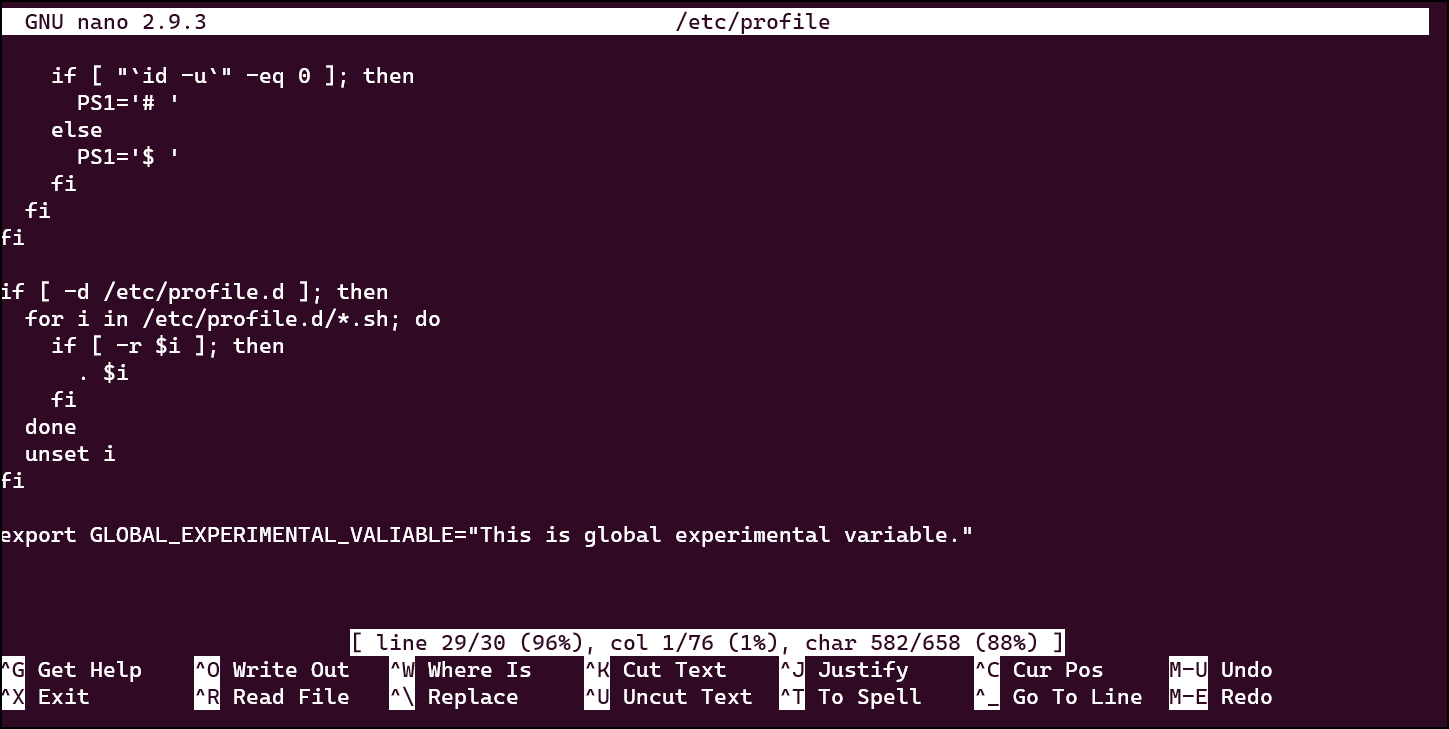 GNU nano 2.9.3 /etc/profile
if [ "`id -u`" -eq 0 ]; then
PS1='# '
else
PS1='$ '
fi
fi
fi
if [ -d /etc/profile.d ]; then
for i in /etc/profile.d/*.sh; do
if [ -r $i ]; then
. $i
fi
done
unset i
fi
export GLOBAL_EXPERIMENTAL_VALIABLE="This is global experimental variable."
[ line 29/30 (96%), col 1/76 (1%), char 582/658 (88%) ]
^G Get Help ^O Write Out ^W Where Is ^K Cut Text ^J Justify ^C Cur Pos M-U Undo
^X Exit ^R Read File ^\ Replace ^U Uncut Text ^T To Spell ^_ Go To Line M-E Redo